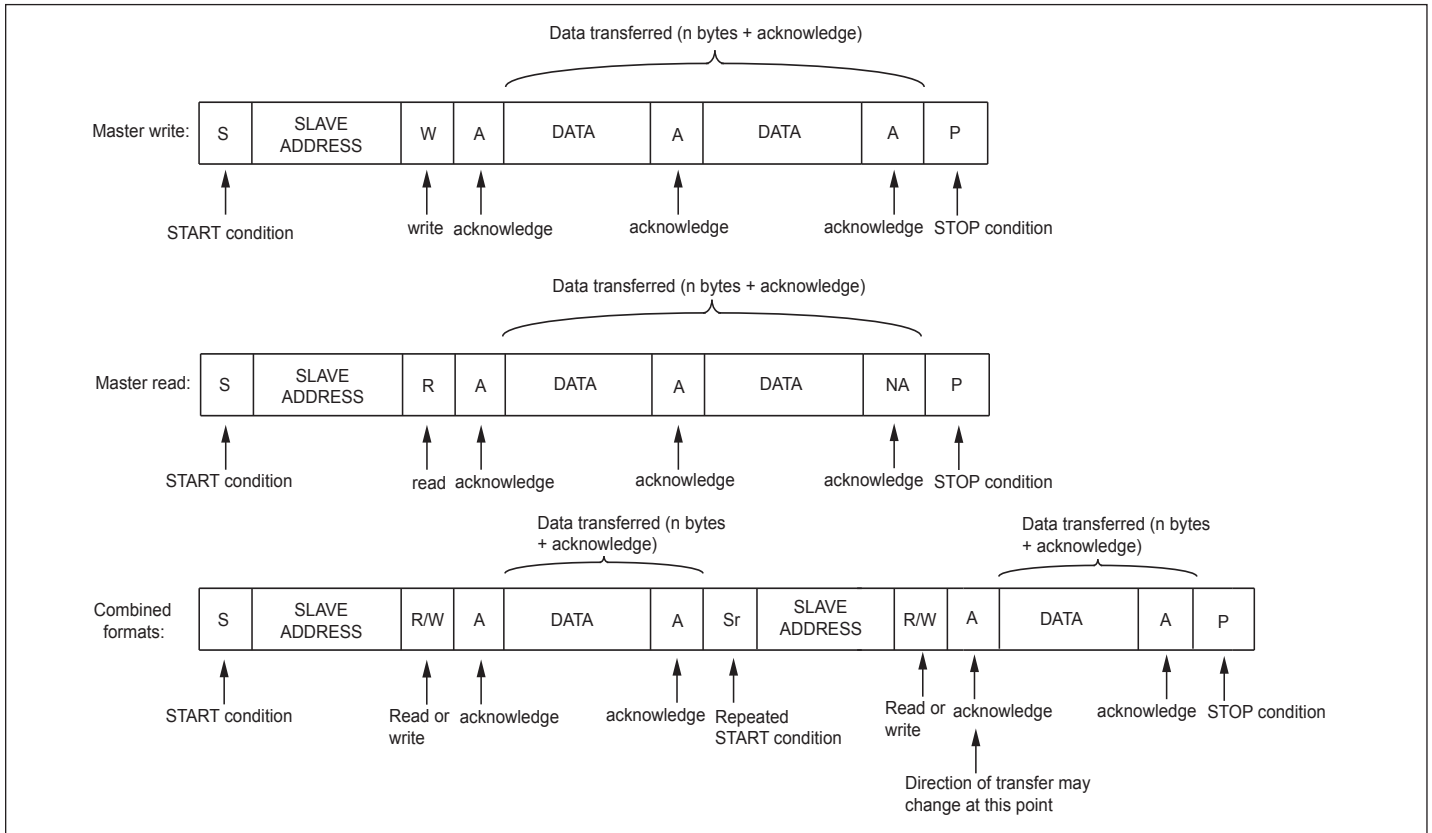 Data transferred (n bytes + acknowledge)
Master write:
S
SLAVE
ADDRESS
W
A
DATA
A
DATA
A
P
START condition
write
acknowledge
acknowledge
acknowledge
STOP condition
Data transferred (n bytes + acknowledge)
Master read:
S
SLAVE
ADDRESS
R
A
DATA
A
DATA
NA
P
START condition
read
acknowledge
acknowledge
acknowledge
STOP condition
Data transferred (n bytes
+ acknowledge)
Data transferred (n bytes
+ acknowledge)
Combined
formats:
S
SLAVE
ADDRESS
R/W
A
DATA
A
Sr
SLAVE
ADDRESS
R/W
A
DATA
A
P
START condition
Read or
write
acknowledge
acknowledge
Repeated
START condition
Read or
write
acknowledge
acknowledge
STOP condition
Direction of transfer may
change at this point